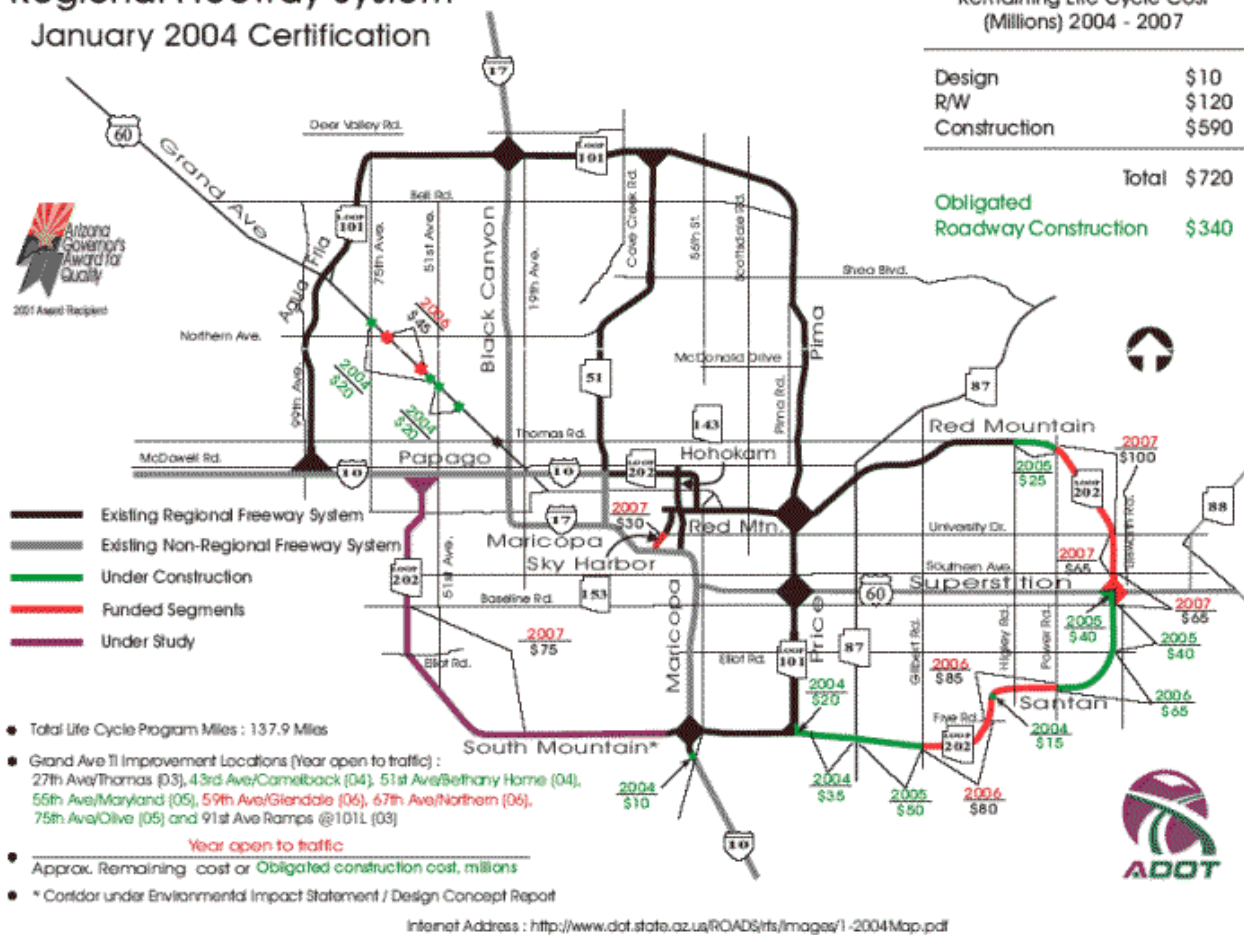 Regional Freeway System
January 2004 Certification
Remaining Life Cycle Cost
(Millions) 2004 - 2007
Design $10
R/W $120
Construction $590
Total $720
Obligated
Roadway Construction $340
Arizona
Governor's
Award for
Quality
2001 Award Recipient
17
60
Grand Ave
Deer Valley Rd.
LOOP
101
Bell Rd.
LOOP
101
Agua Fria
75th Ave.
51st Ave.
Black Canyon
19th Ave.
Cave Creek Rd.
56th St.
Scottsdale Rd.
Shea Blvd.
Northern Ave.
2006
$45
2004
$20
2004
$20
99th Ave.
51
McDonald Drive
Pima
Pima Rd.
87
143
Hohokam
Thomas Rd.
McDowell Rd.
Papago
10
10
LOOP
202
Red Mountain
2005
$25
2007
$100
LOOP
202
88
Existing Regional Freeway System
Existing Non-Regional Freeway System
Under Construction
Funded Segments
Under Study
17
Maricopa
2007
$30
Red Mtn.
Sky Harbor
University Dr.
Southern Ave.
2007
$65
Superstition
60
2007
$65
LOOP
202
51st Ave.
Baseline Rd.
153
Maricopa
2005
$40
2005
$40
2007
$75
Elliot Rd.
Elliot Rd.
LOOP
101
Price
87
Gilbert Rd.
Higley Rd.
Power Rd.
2006
$85
2006
$65
Santan
2004
$20
2004
$15
LOOP
202
South Mountain*
2004
$10
2004
$35
2005
$50
2006
$80
10
• Total Life Cycle Program Miles : 137.9 Miles
• Grand Ave TI Improvement Locations (Year open to traffic) :
27th Ave/Thomas (03), 43rd Ave/Camelback (04), 51st Ave/Bethany Home (04),
55th Ave/Maryland (05), 59th Ave/Glendale (06), 67th Ave/Northern (06),
75th Ave/Olive (05) and 91st Ave Ramps @101L (03)
• Year open to traffic
Approx. Remaining cost or Obligated construction cost, millions
• * Corridor under Environmental Impact Statement / Design Concept Report
ADOT
Internet Address : http://www.dot.state.az.us/ROADS/rfs/images/1-2004Map.pdf